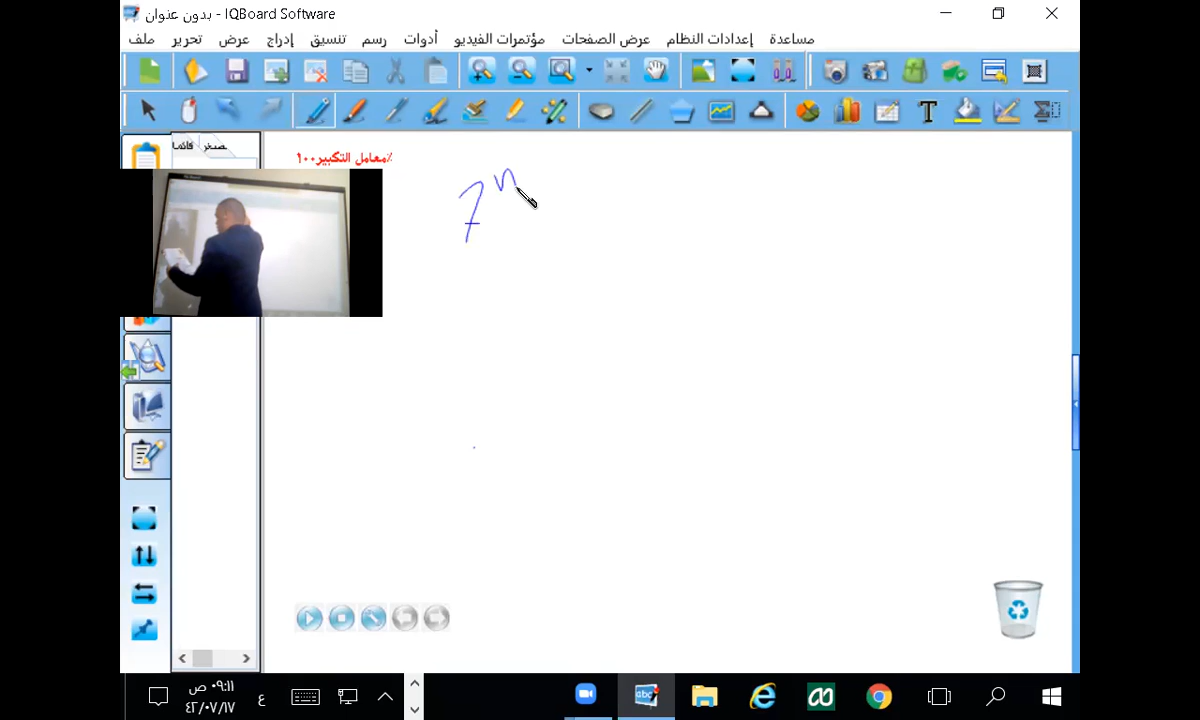 بدون عنوان - IQBoard Software
ملف تحرير عرض إدراج تنسيق رسم أدوات مؤتمرات الفيديو عرض الصفحات إعدادات النظام مساعدة
معامل التكبير١٠٠٪
7ⁿ
٠٩:١١ ص
ع
٤٢/٠٧/١٧
abc